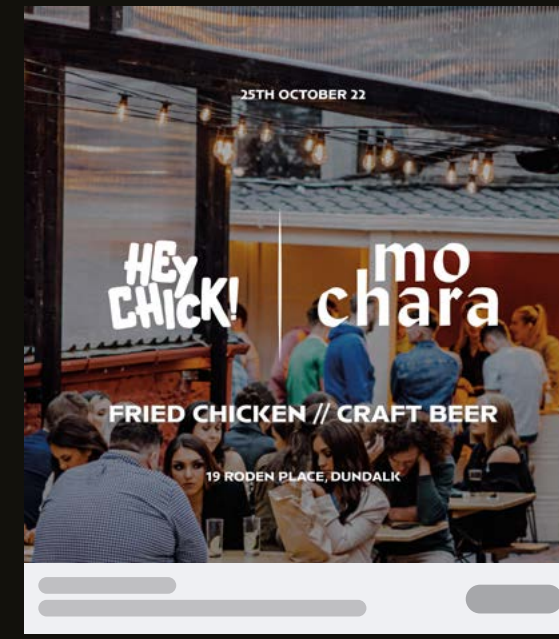 25TH OCTOBER 22
HEY
CHICK!
mo
chara
FRIED CHICKEN // CRAFT BEER
19 RODEN PLACE, DUNDALK